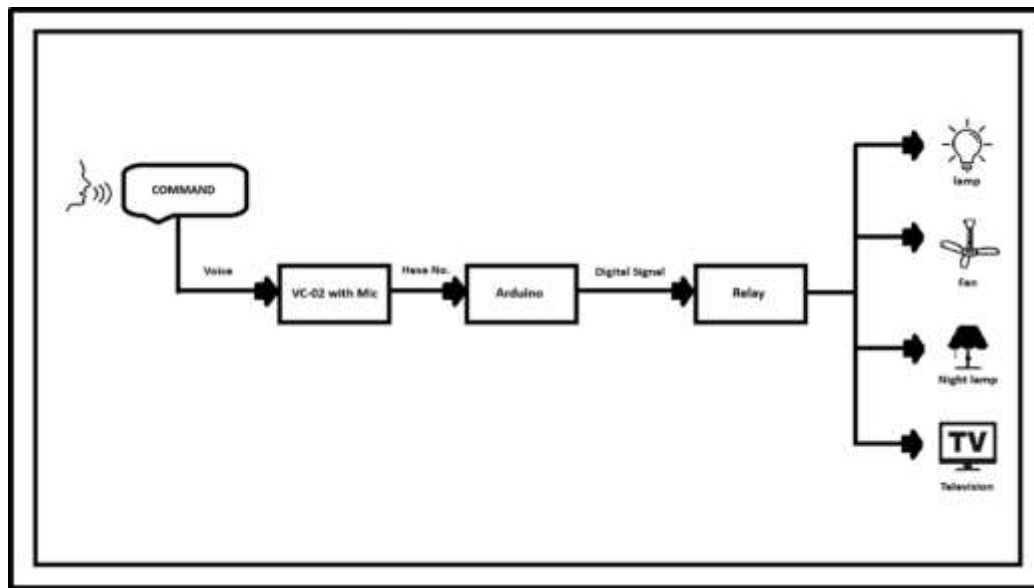 COMMAND
Voice
VC-02 with Mic
Hexa No.
Arduino
Digital Signal
Relay
lamp
Fan
Night lamp
TV
Television